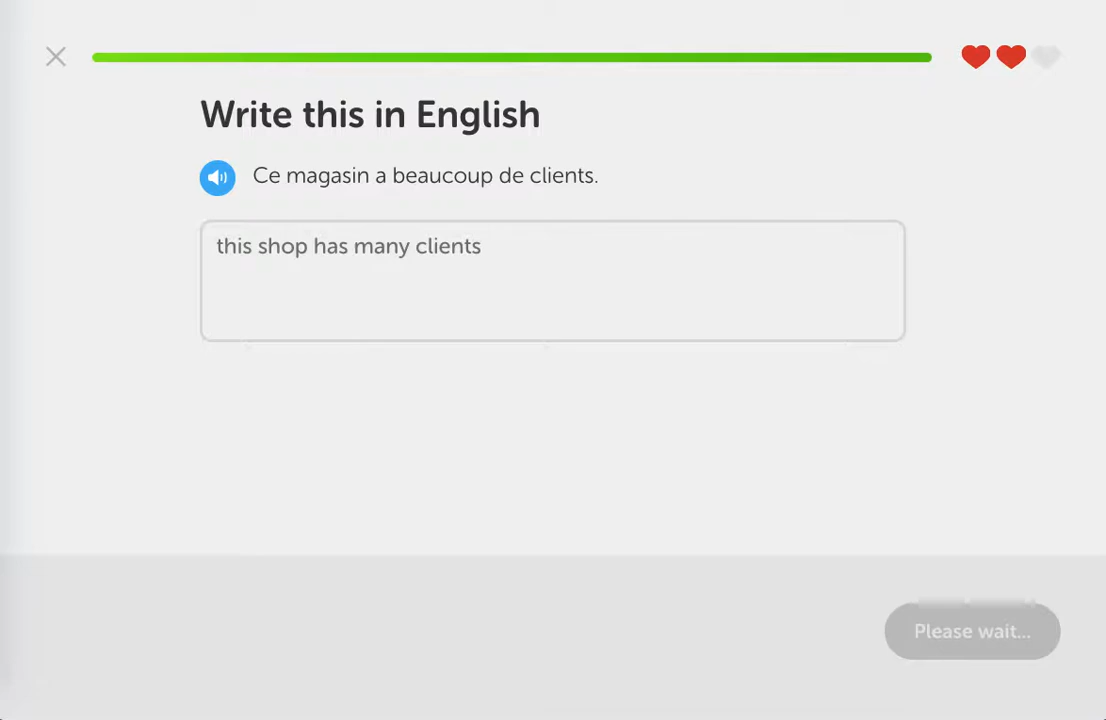 Write this in English
Ce magasin a beaucoup de clients.
this shop has many clients
Please wait...